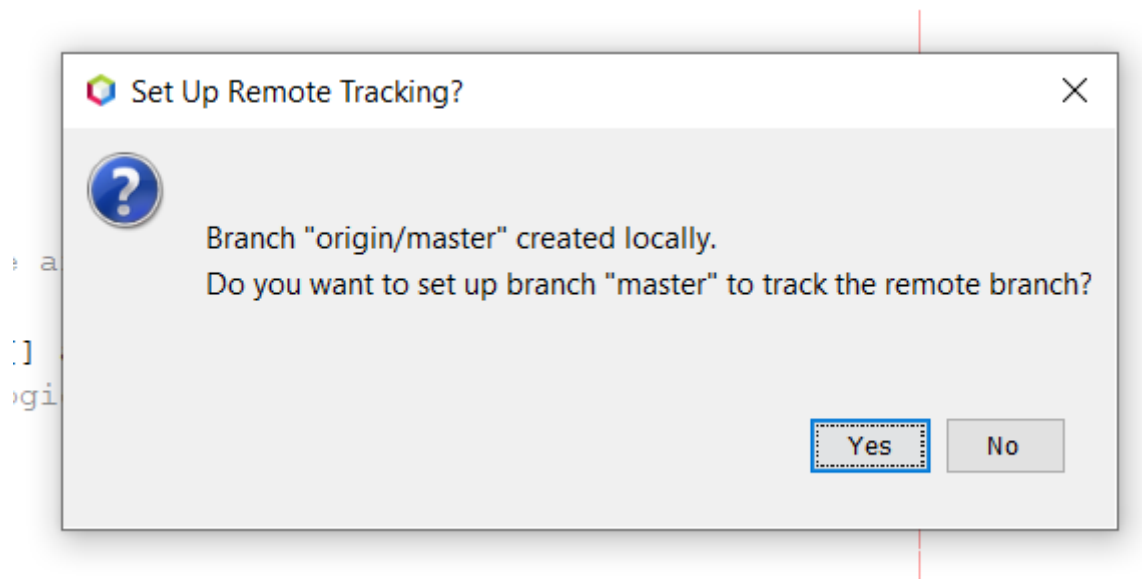 Set Up Remote Tracking?
Branch "origin/master" created locally.
e a
Do you want to set up branch "master" to track the remote branch?
[]
ogi
Yes No